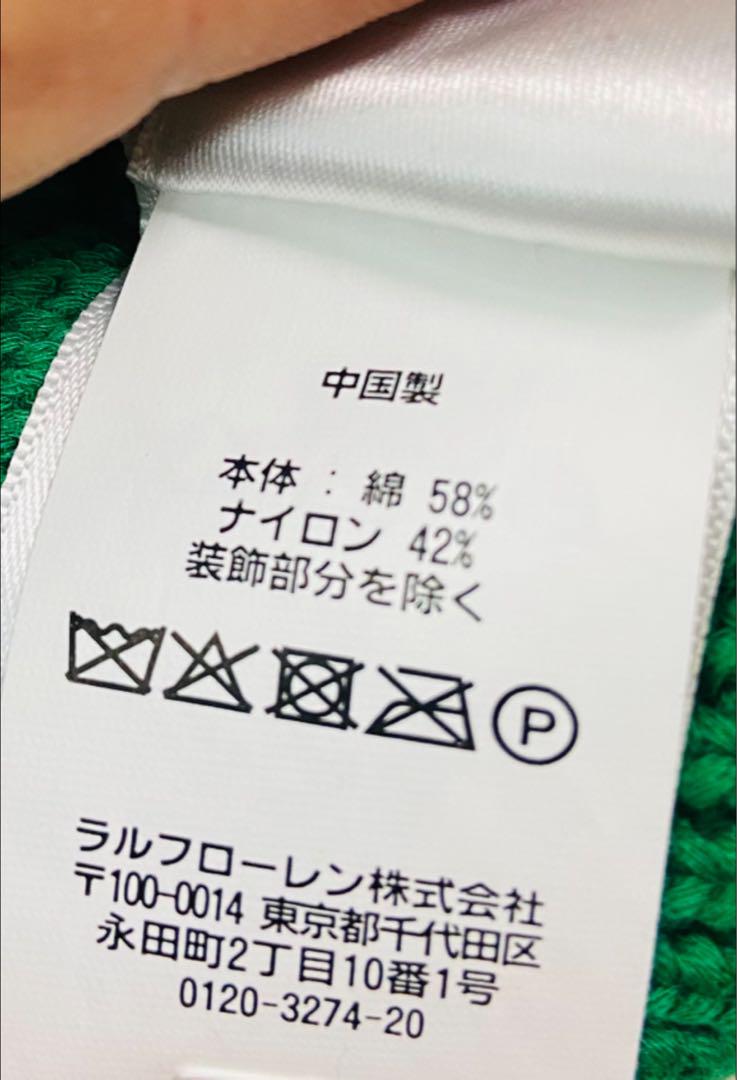 中国製
本体 : 綿 58%
ナイロン 42%
装飾部分を除く
P
ラルフローレン株式会社
〒100-0014 東京都千代田区
永田町2丁目10番1号
0120-3274-20